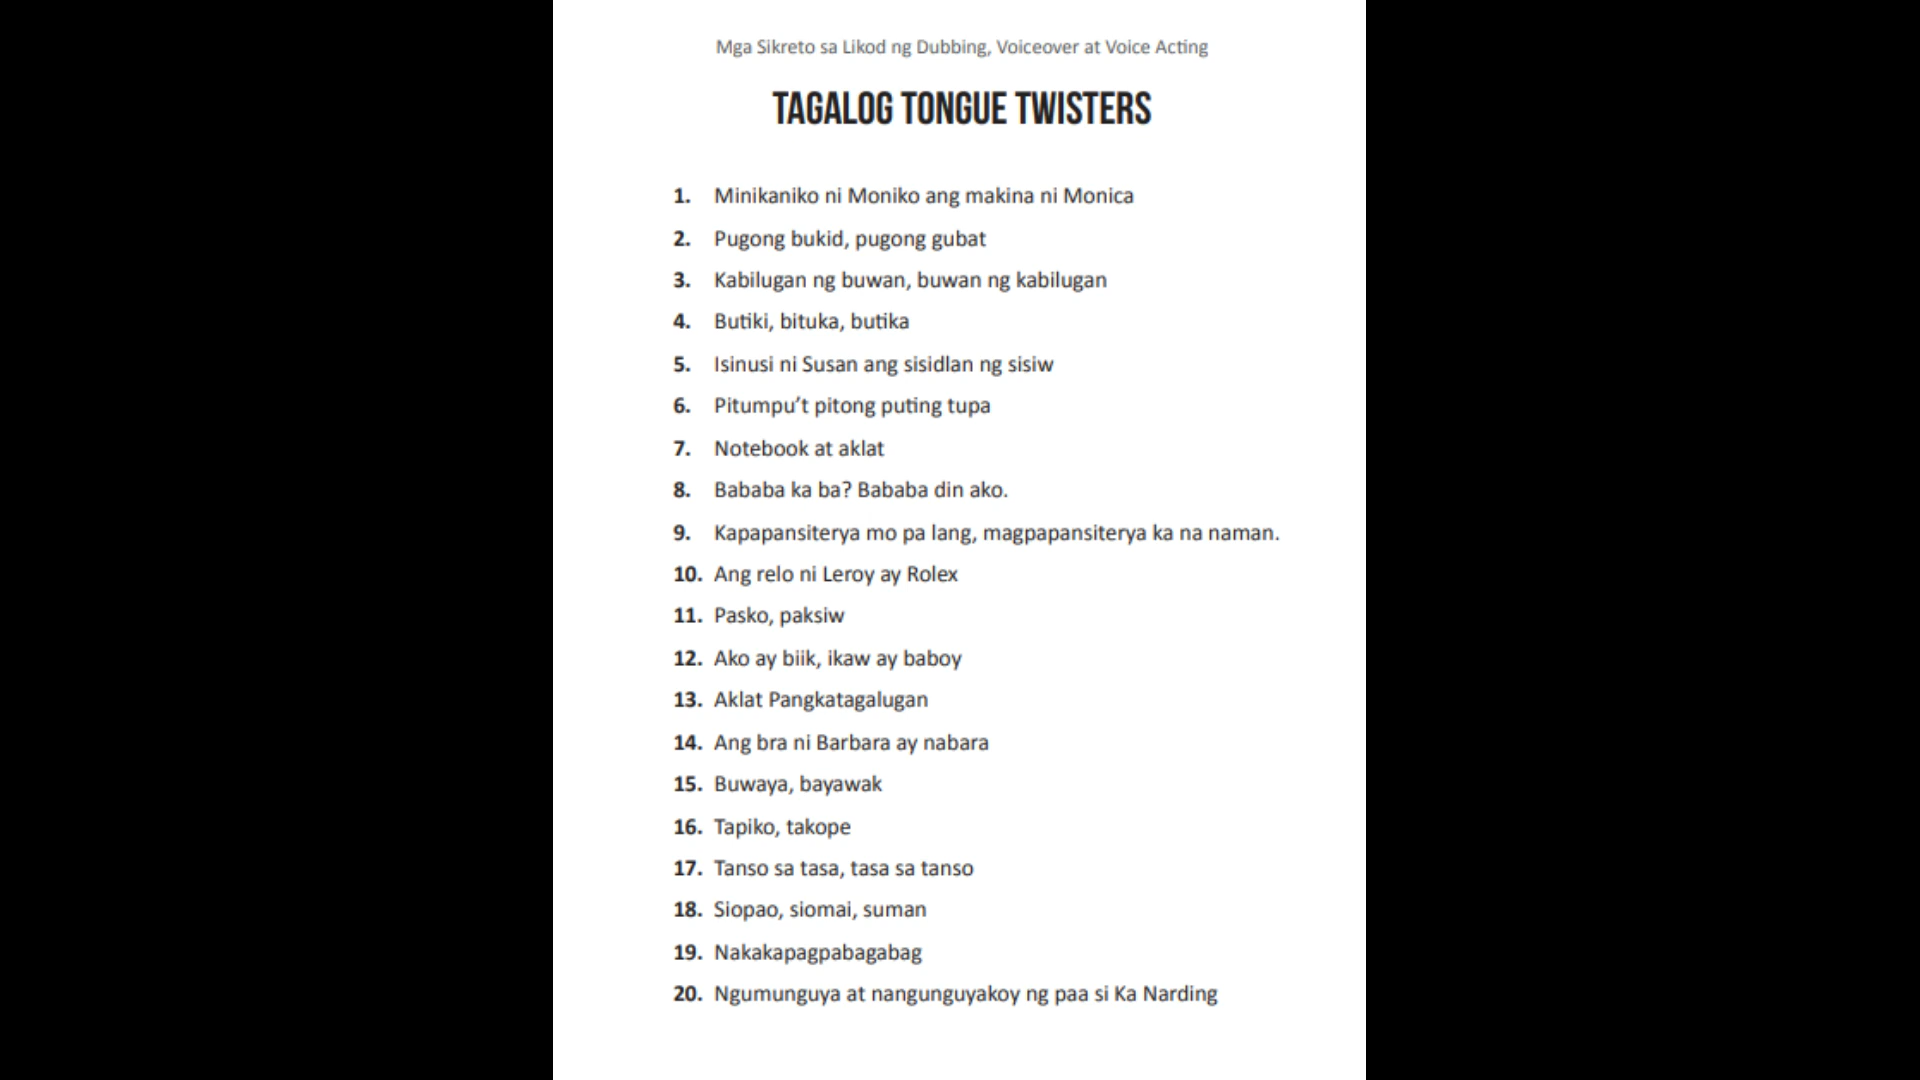 Mga Sikreto sa Likod ng Dubbing, Voiceover at Voice Acting
TAGALOG TONGUE TWISTERS
1. Minikaniko ni Moniko ang makina ni Monica
2. Pugong bukid, pugong gubat
3. Kabilugan ng buwan, buwan ng kabilugan
4. Butiki, bituka, butika
5. Isinusi ni Susan ang sisidlan ng sisiw
6. Pitumpu’t pitong puting tupa
7. Notebook at aklat
8. Bababa ka ba? Bababa din ako.
9. Kapapansiterya mo pa lang, magpapansiterya ka na naman.
10. Ang relo ni Leroy ay Rolex
11. Pasko, paksiw
12. Ako ay biik, ikaw ay baboy
13. Aklat Pangkatagalugan
14. Ang bra ni Barbara ay nabara
15. Buwaya, bayawak
16. Tapiko, takope
17. Tanso sa tasa, tasa sa tanso
18. Siopao, siomai, suman
19. Nakakapagpabagabag
20. Ngumunguya at nangunguyakoy ng paa si Ka Narding